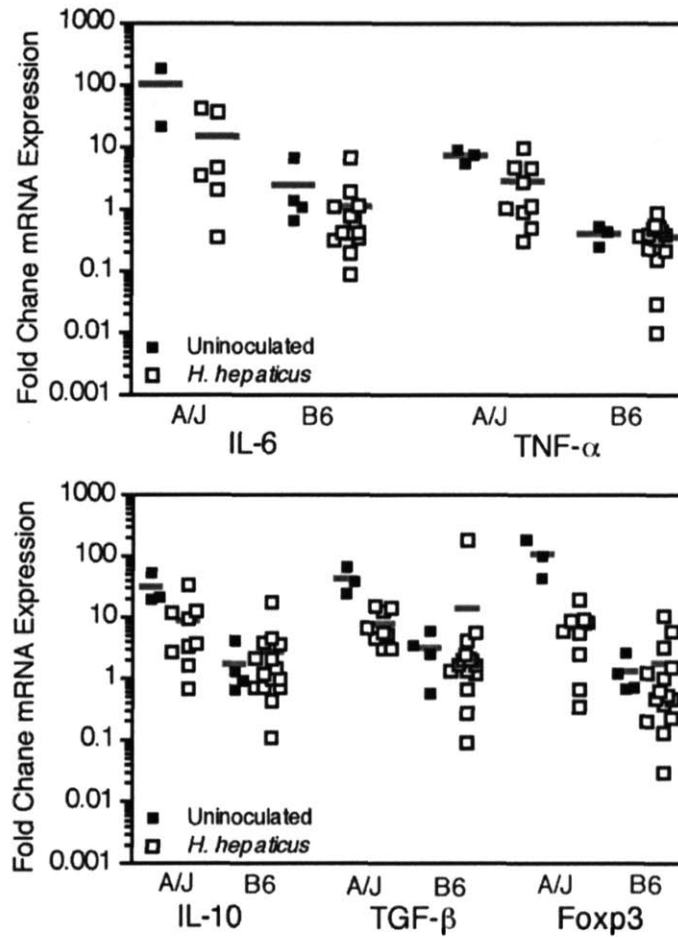 Fold Chane mRNA Expression
1000
100
10
1
0.1
0.01
0.001
Uninoculated
H. hepaticus
A/J B6 A/J B6
IL-6 TNF-α
Fold Chane mRNA Expression
1000
100
10
1
0.1
0.01
0.001
Uninoculated
H. hepaticus
A/J B6 A/J B6 A/J B6
IL-10 TGF-β Foxp3